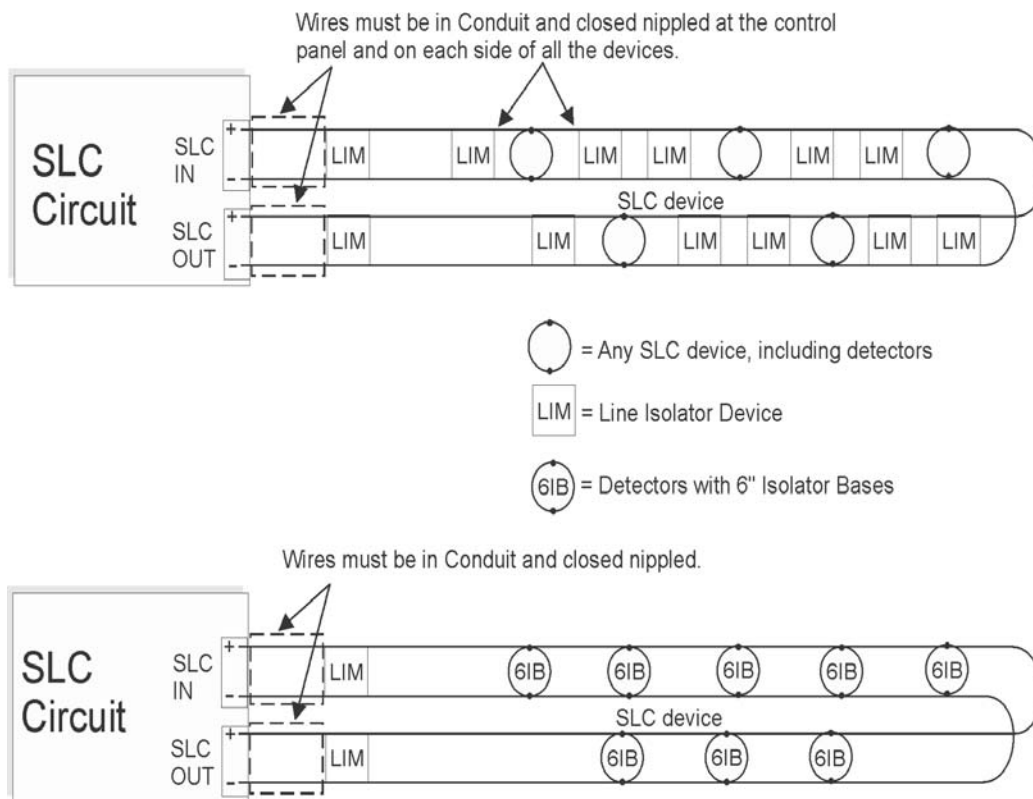 Wires must be in Conduit and closed nippled at the control
panel and on each side of all the devices.
SLC
Circuit
+
SLC
IN
-
LIM
LIM
LIM
LIM
LIM
LIM
SLC device
+
SLC
OUT
-
LIM
LIM
LIM
LIM
LIM
LIM
= Any SLC device, including detectors
LIM
= Line Isolator Device
6IB
= Detectors with 6" Isolator Bases
Wires must be in Conduit and closed nippled.
SLC
Circuit
+
SLC
IN
-
LIM
6IB
6IB
6IB
6IB
6IB
SLC device
+
SLC
OUT
-
LIM
6IB
6IB
6IB